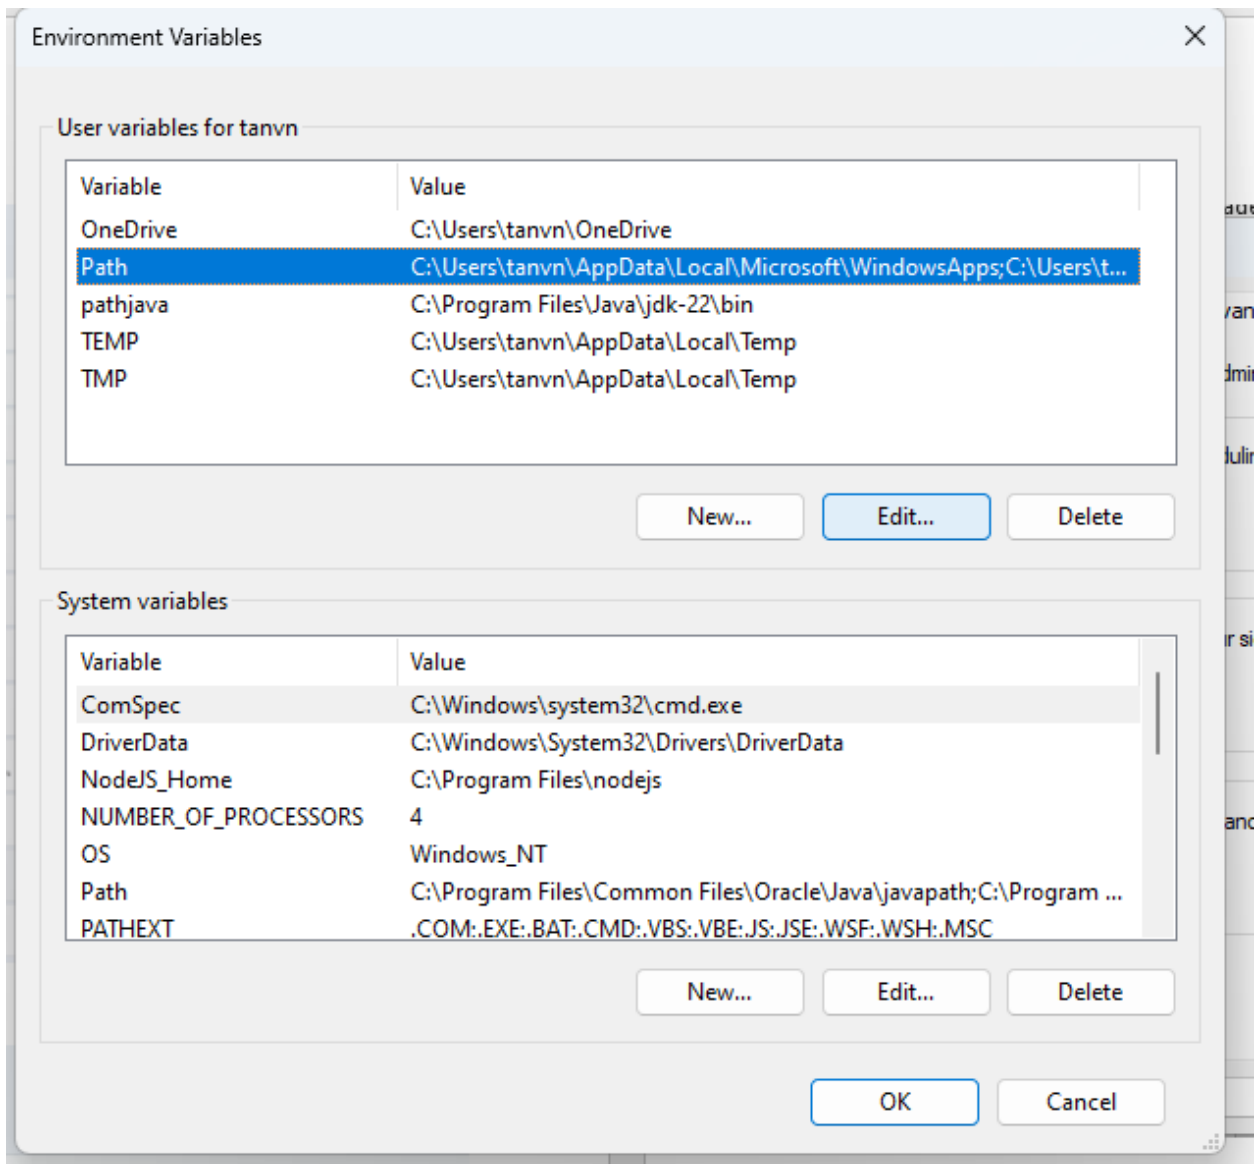 Environment Variables
User variables for tanvn
Variable Value
OneDrive C:\Users\tanvn\OneDrive
Path C:\Users\tanvn\AppData\Local\Microsoft\WindowsApps;C:\Users\t...
pathjava C:\Program Files\Java\jdk-22\bin
TEMP C:\Users\tanvn\AppData\Local\Temp
TMP C:\Users\tanvn\AppData\Local\Temp
New... Edit... Delete
System variables
Variable Value
ComSpec C:\Windows\system32\cmd.exe
DriverData C:\Windows\System32\Drivers\DriverData
NodeJS_Home C:\Program Files\nodejs
NUMBER_OF_PROCESSORS 4
OS Windows_NT
Path C:\Program Files\Common Files\Oracle\Java\javapath;C:\Program ...
PATHEXT .COM;.EXE;.BAT;.CMD;.VBS;.VBE;.JS;.JSE;.WSF;.WSH;.MSC
New... Edit... Delete
OK Cancel